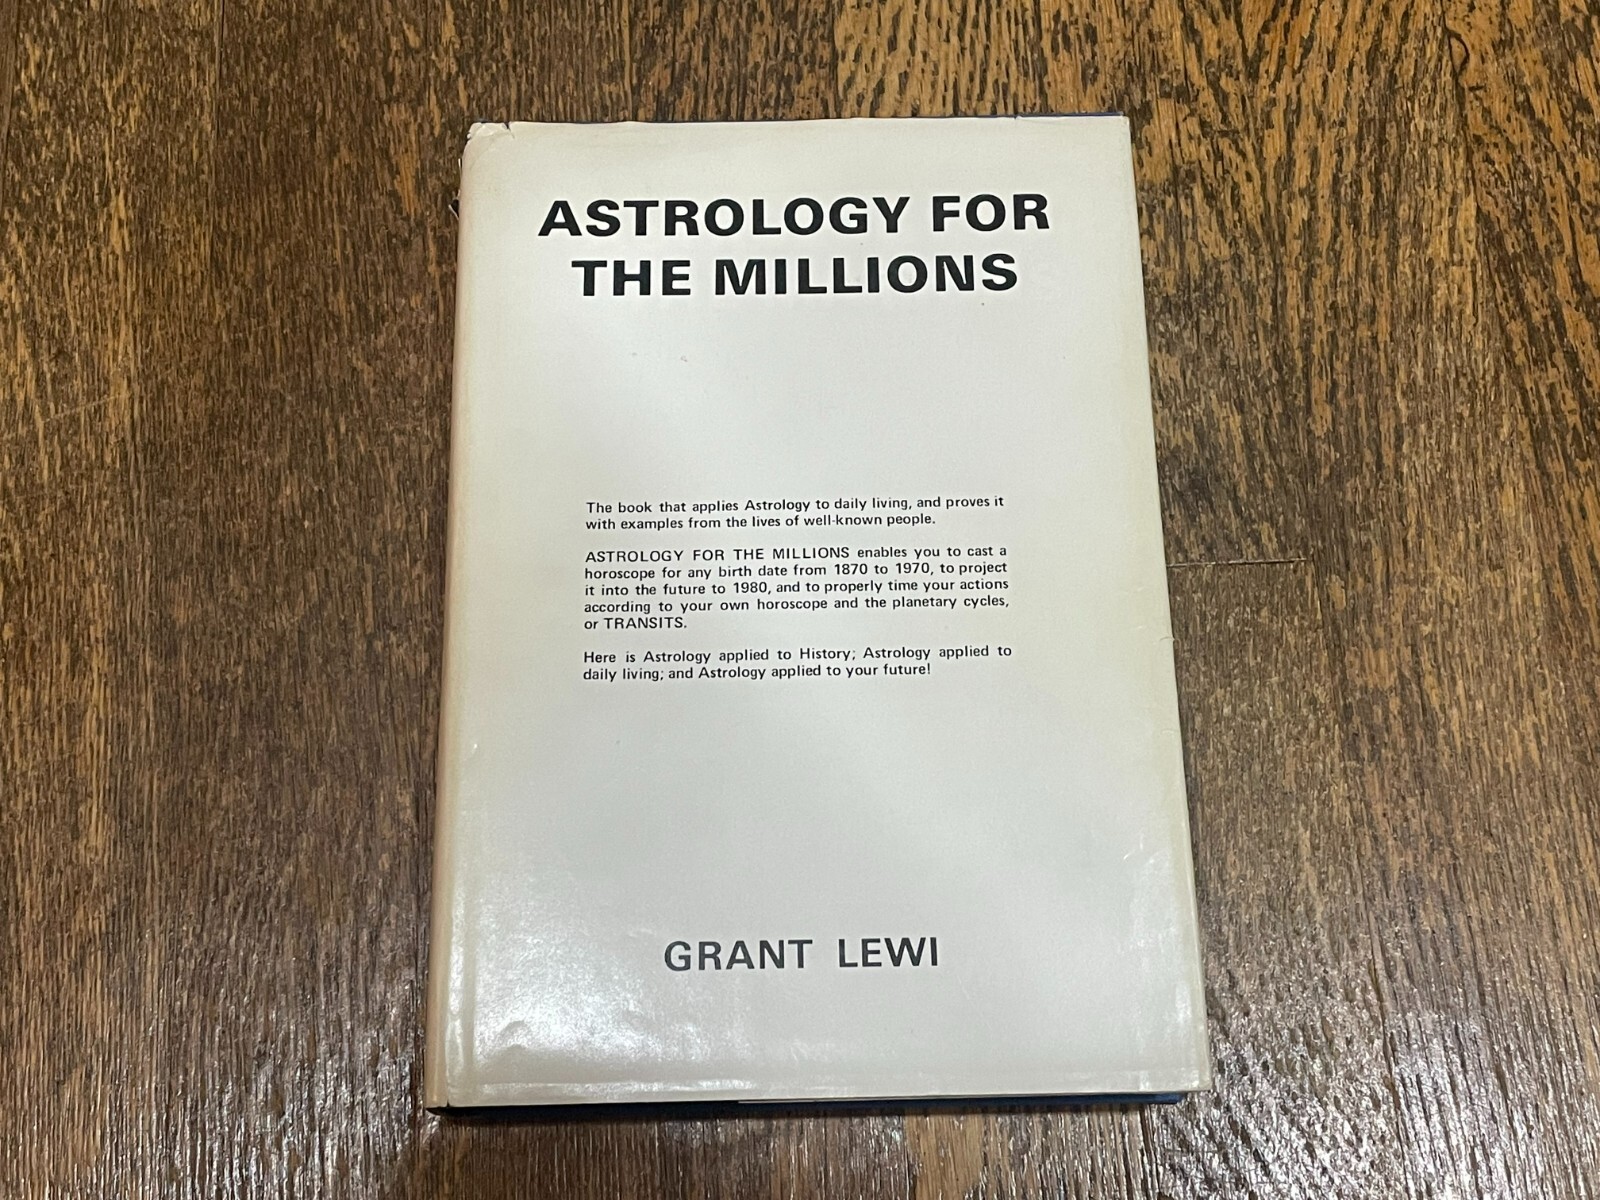 ASTROLOGY FOR
THE MILLIONS
The book that applies Astrology to daily living, and proves it
with examples from the lives of well-known people.
ASTROLOGY FOR THE MILLIONS enables you to cast a
horoscope for any birth date from 1870 to 1970, to project
it into the future to 1980, and to properly time your actions
according to your own horoscope and the planetary cycles,
or TRANSITS.
Here is Astrology applied to History; Astrology applied to
daily living; and Astrology applied to your future!
GRANT LEWI